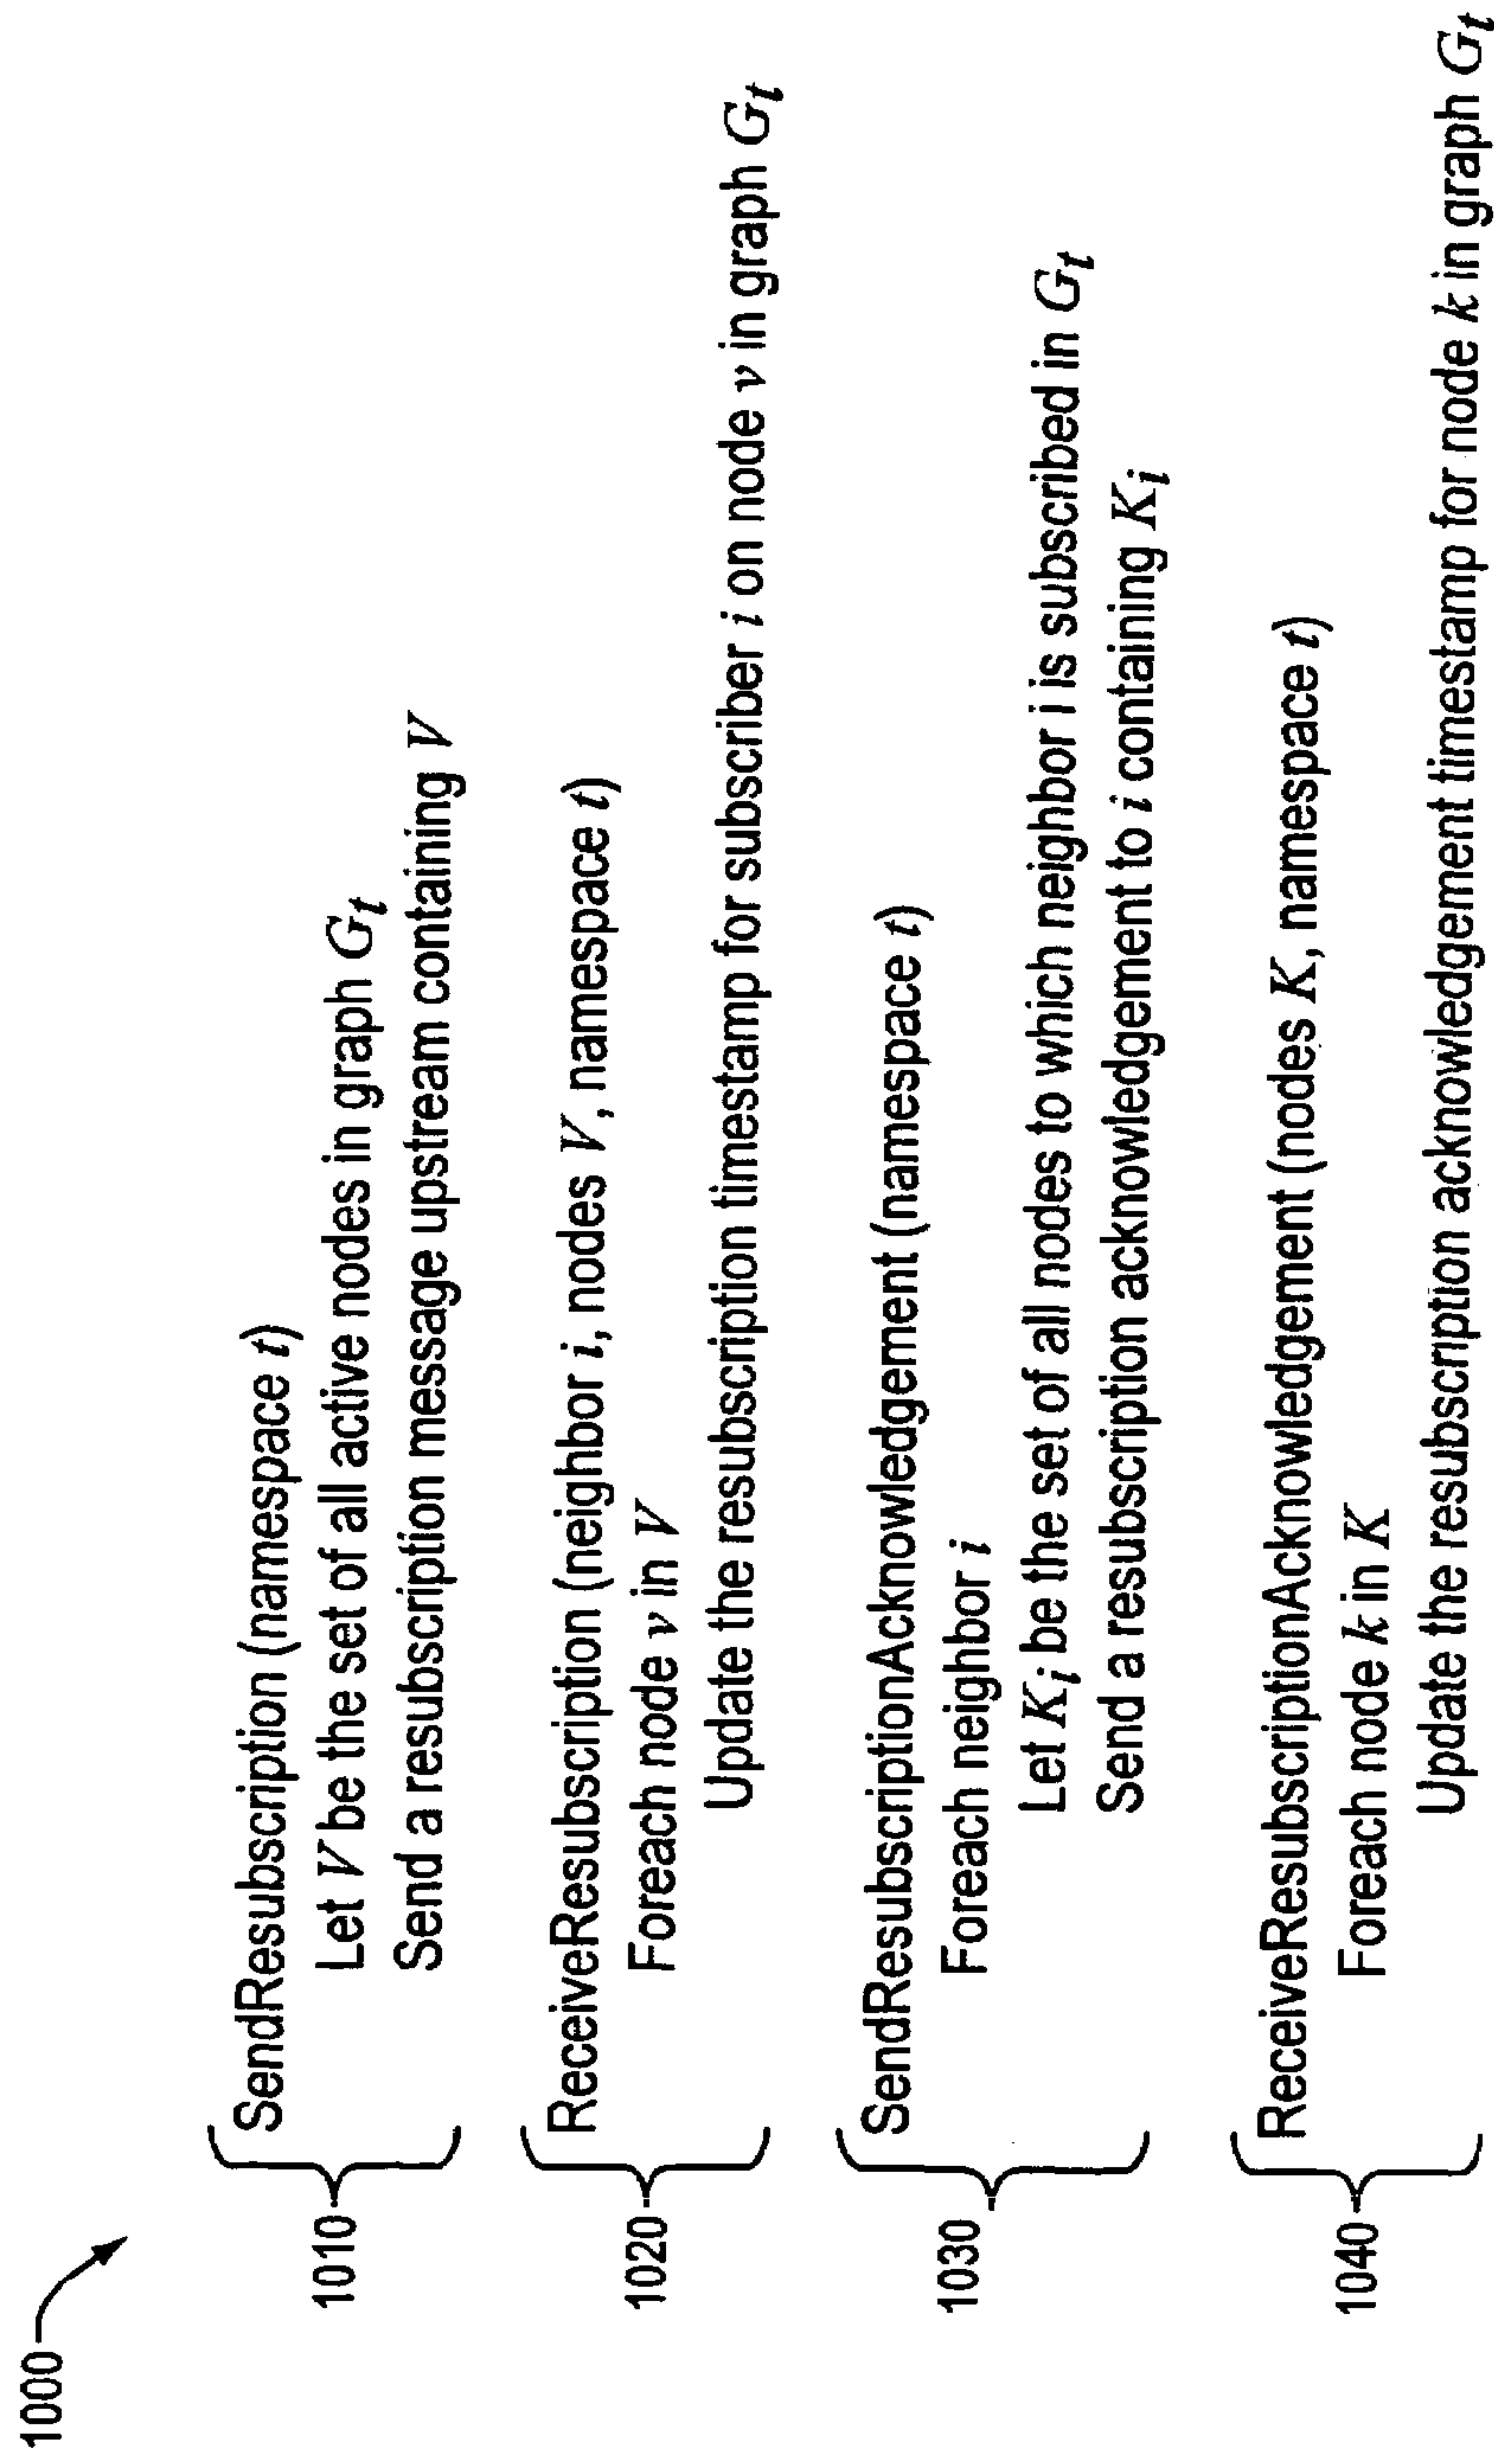 1000
1010
SendResubscription (namespace t)
Let V be the set of all active nodes in graph Gt
Send a resubscription message upstream containing V
1020
ReceiveResubscription (neighbor i, nodes V, namespace t)
Foreach node v in V
Update the resubscription timestamp for subscriber i on node v in graph Gt
1030
SendResubscriptionAcknowledgement (namespace t)
Foreach neighbor i
Let Ki be the set of all nodes to which neighbor i is subscribed in Gt
Send a resubscription acknowledgement to i containing Ki
1040
ReceiveResubscriptionAcknowledgement (nodes K, namespace t)
Foreach node k in K
Update the resubscription acknowledgement timestamp for node k in graph Gt